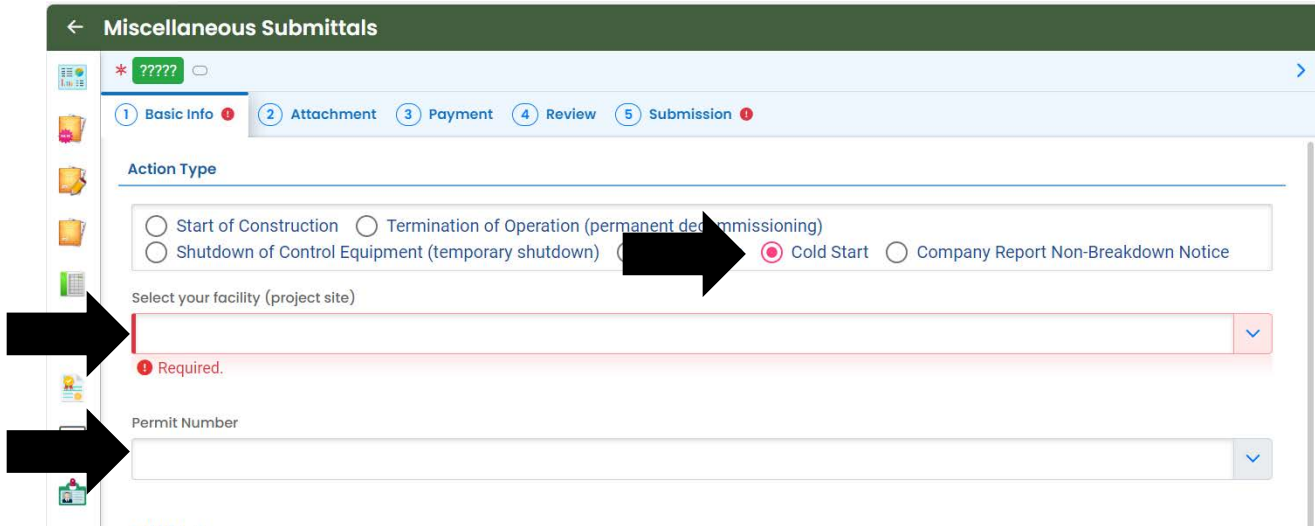 Miscellaneous Submittals
* ?????
1 Basic Info 2 Attachment 3 Payment 4 Review 5 Submission
Action Type
Start of Construction Termination of Operation (permanent dec mmissioning)
Shutdown of Control Equipment (temporary shutdown) Cold Start Company Report Non-Breakdown Notice
Select your facility (project site)
Required.
Permit Number